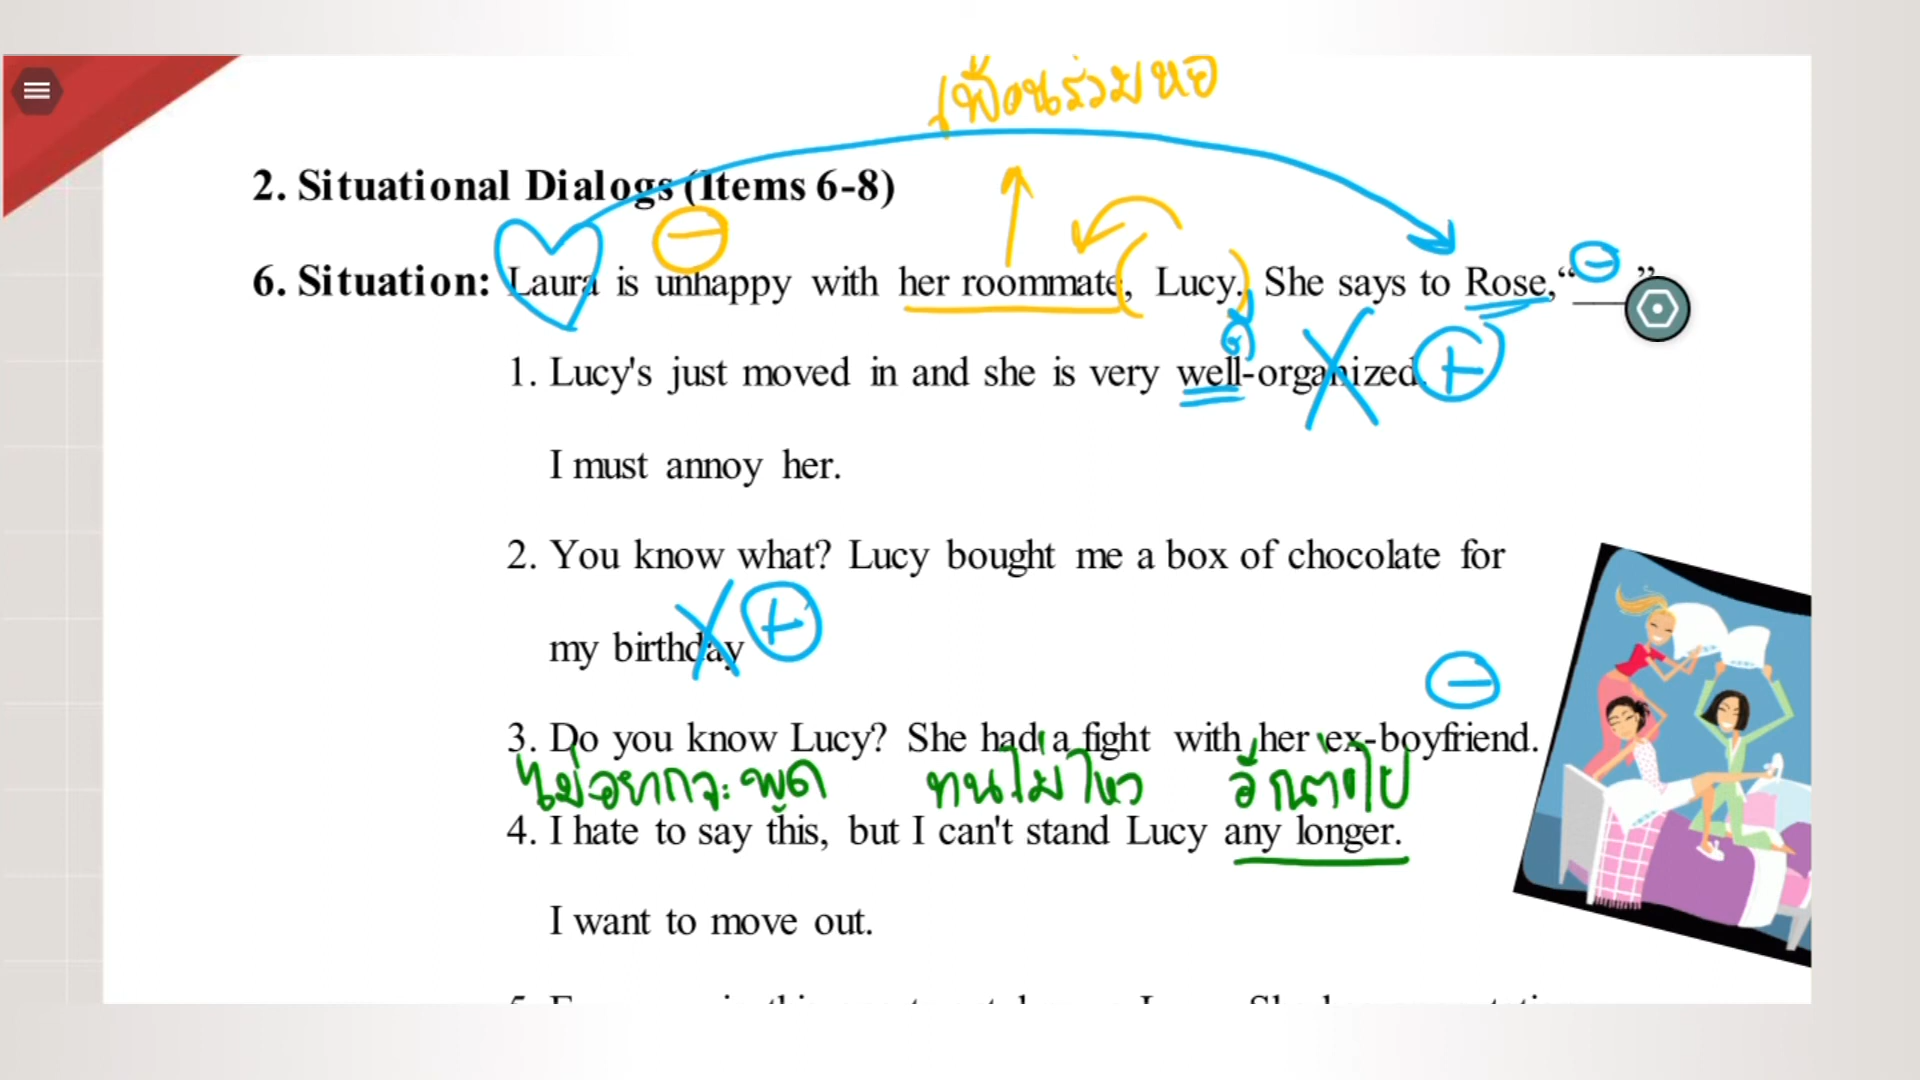 เพื่อนร่วมหอ
2. Situational Dialogs (Items 6-8)
6. Situation: Laura is unhappy with her roommate, Lucy. She says to Rose,“ ”
ดี
1. Lucy's just moved in and she is very well-organized.
I must annoy her.
2. You know what? Lucy bought me a box of chocolate for
my birthday
3. Do you know Lucy? She had a fight with her ex-boyfriend.
ไม่อยากจะพูด ทนไม่ไหว อีกต่อไป
4. I hate to say this, but I can't stand Lucy any longer.
I want to move out.